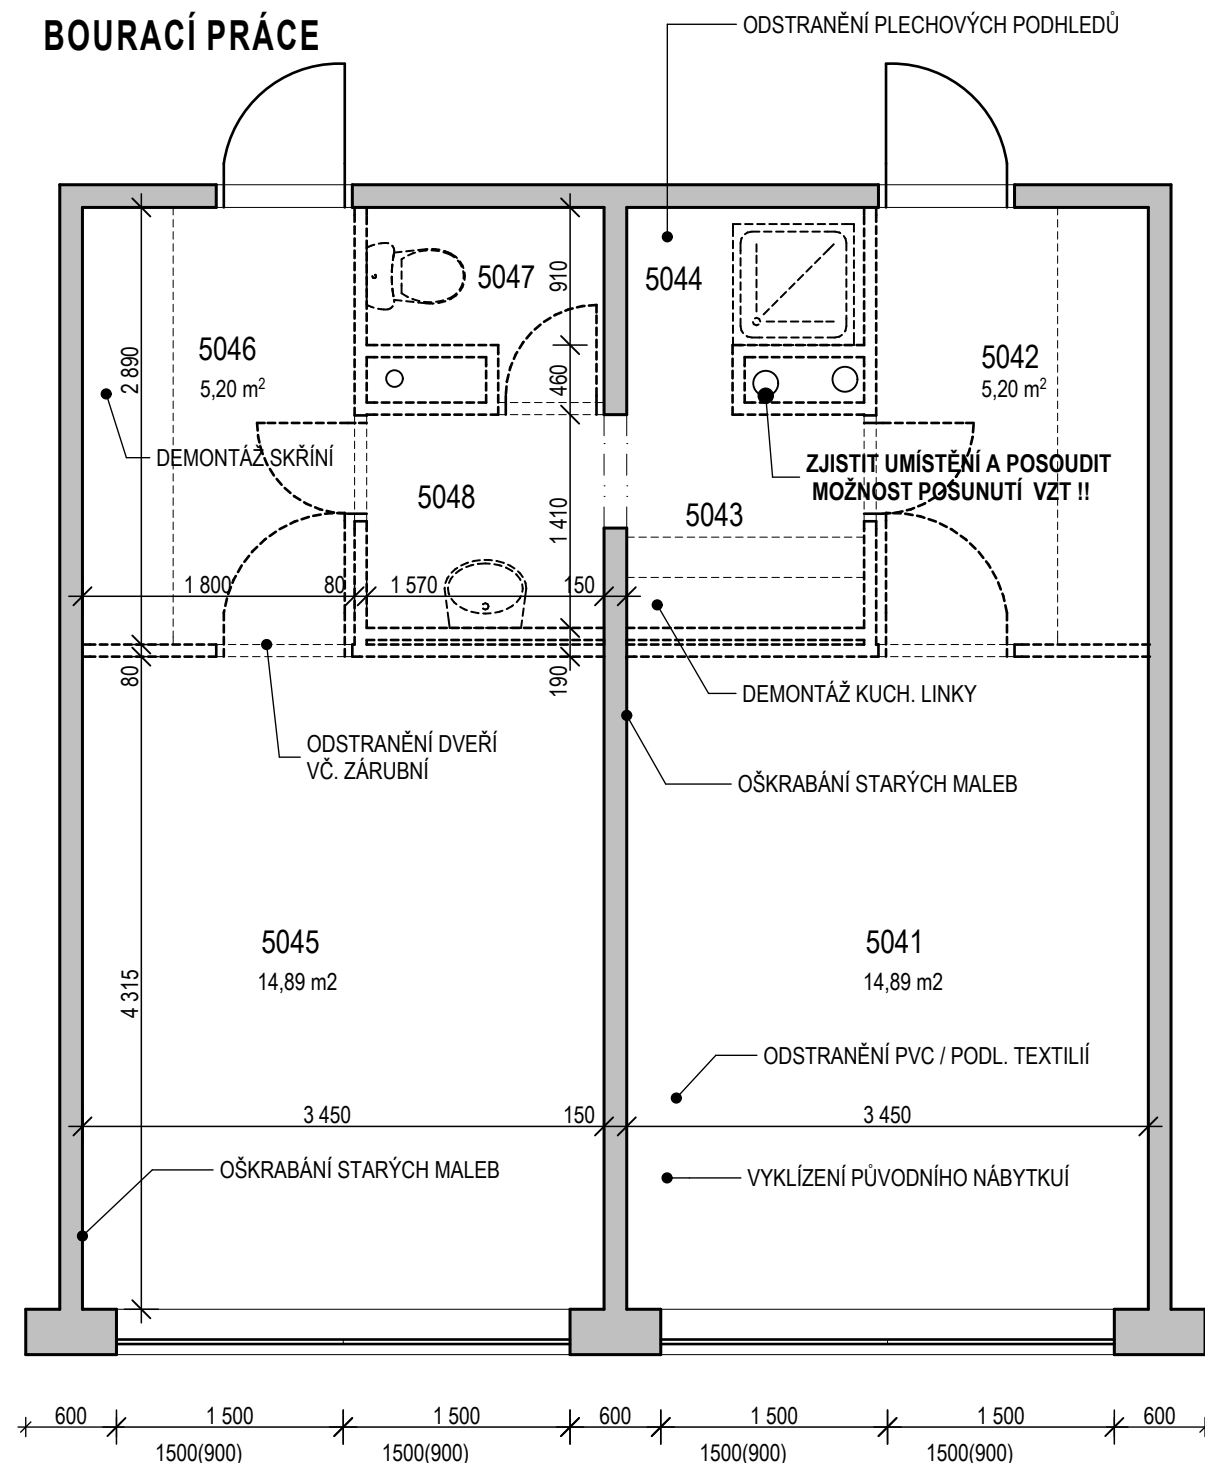 BOURACÍ PRÁCE
ODSTRANĚNÍ PLECHOVÝCH PODHLEDŮ
5047
910
5044
5046
5,20 m²
2 890
460
5042
5,20 m²
DEMONTÁŽ SKŘÍNÍ
ZJISTIT UMÍSTĚNÍ A POSOUDIT
MOŽNOST POSUNUTÍ VZT !!
5048
1 410
5043
1 800
80
1 570
150
80
190
DEMONTÁŽ KUCH. LINKY
ODSTRANĚNÍ DVEŘÍ
VČ. ZÁRUBNÍ
OŠKRABÁNÍ STARÝCH MALEB
5045
14,89 m2
5041
14,89 m2
4 315
ODSTRANĚNÍ PVC / PODL. TEXTILIÍ
3 450
150
3 450
OŠKRABÁNÍ STARÝCH MALEB
VYKLÍZENÍ PŮVODNÍHO NÁBYTKUÍ
600
1 500
1 500
600
1 500
1 500
600
1500(900)
1500(900)
1500(900)
1500(900)